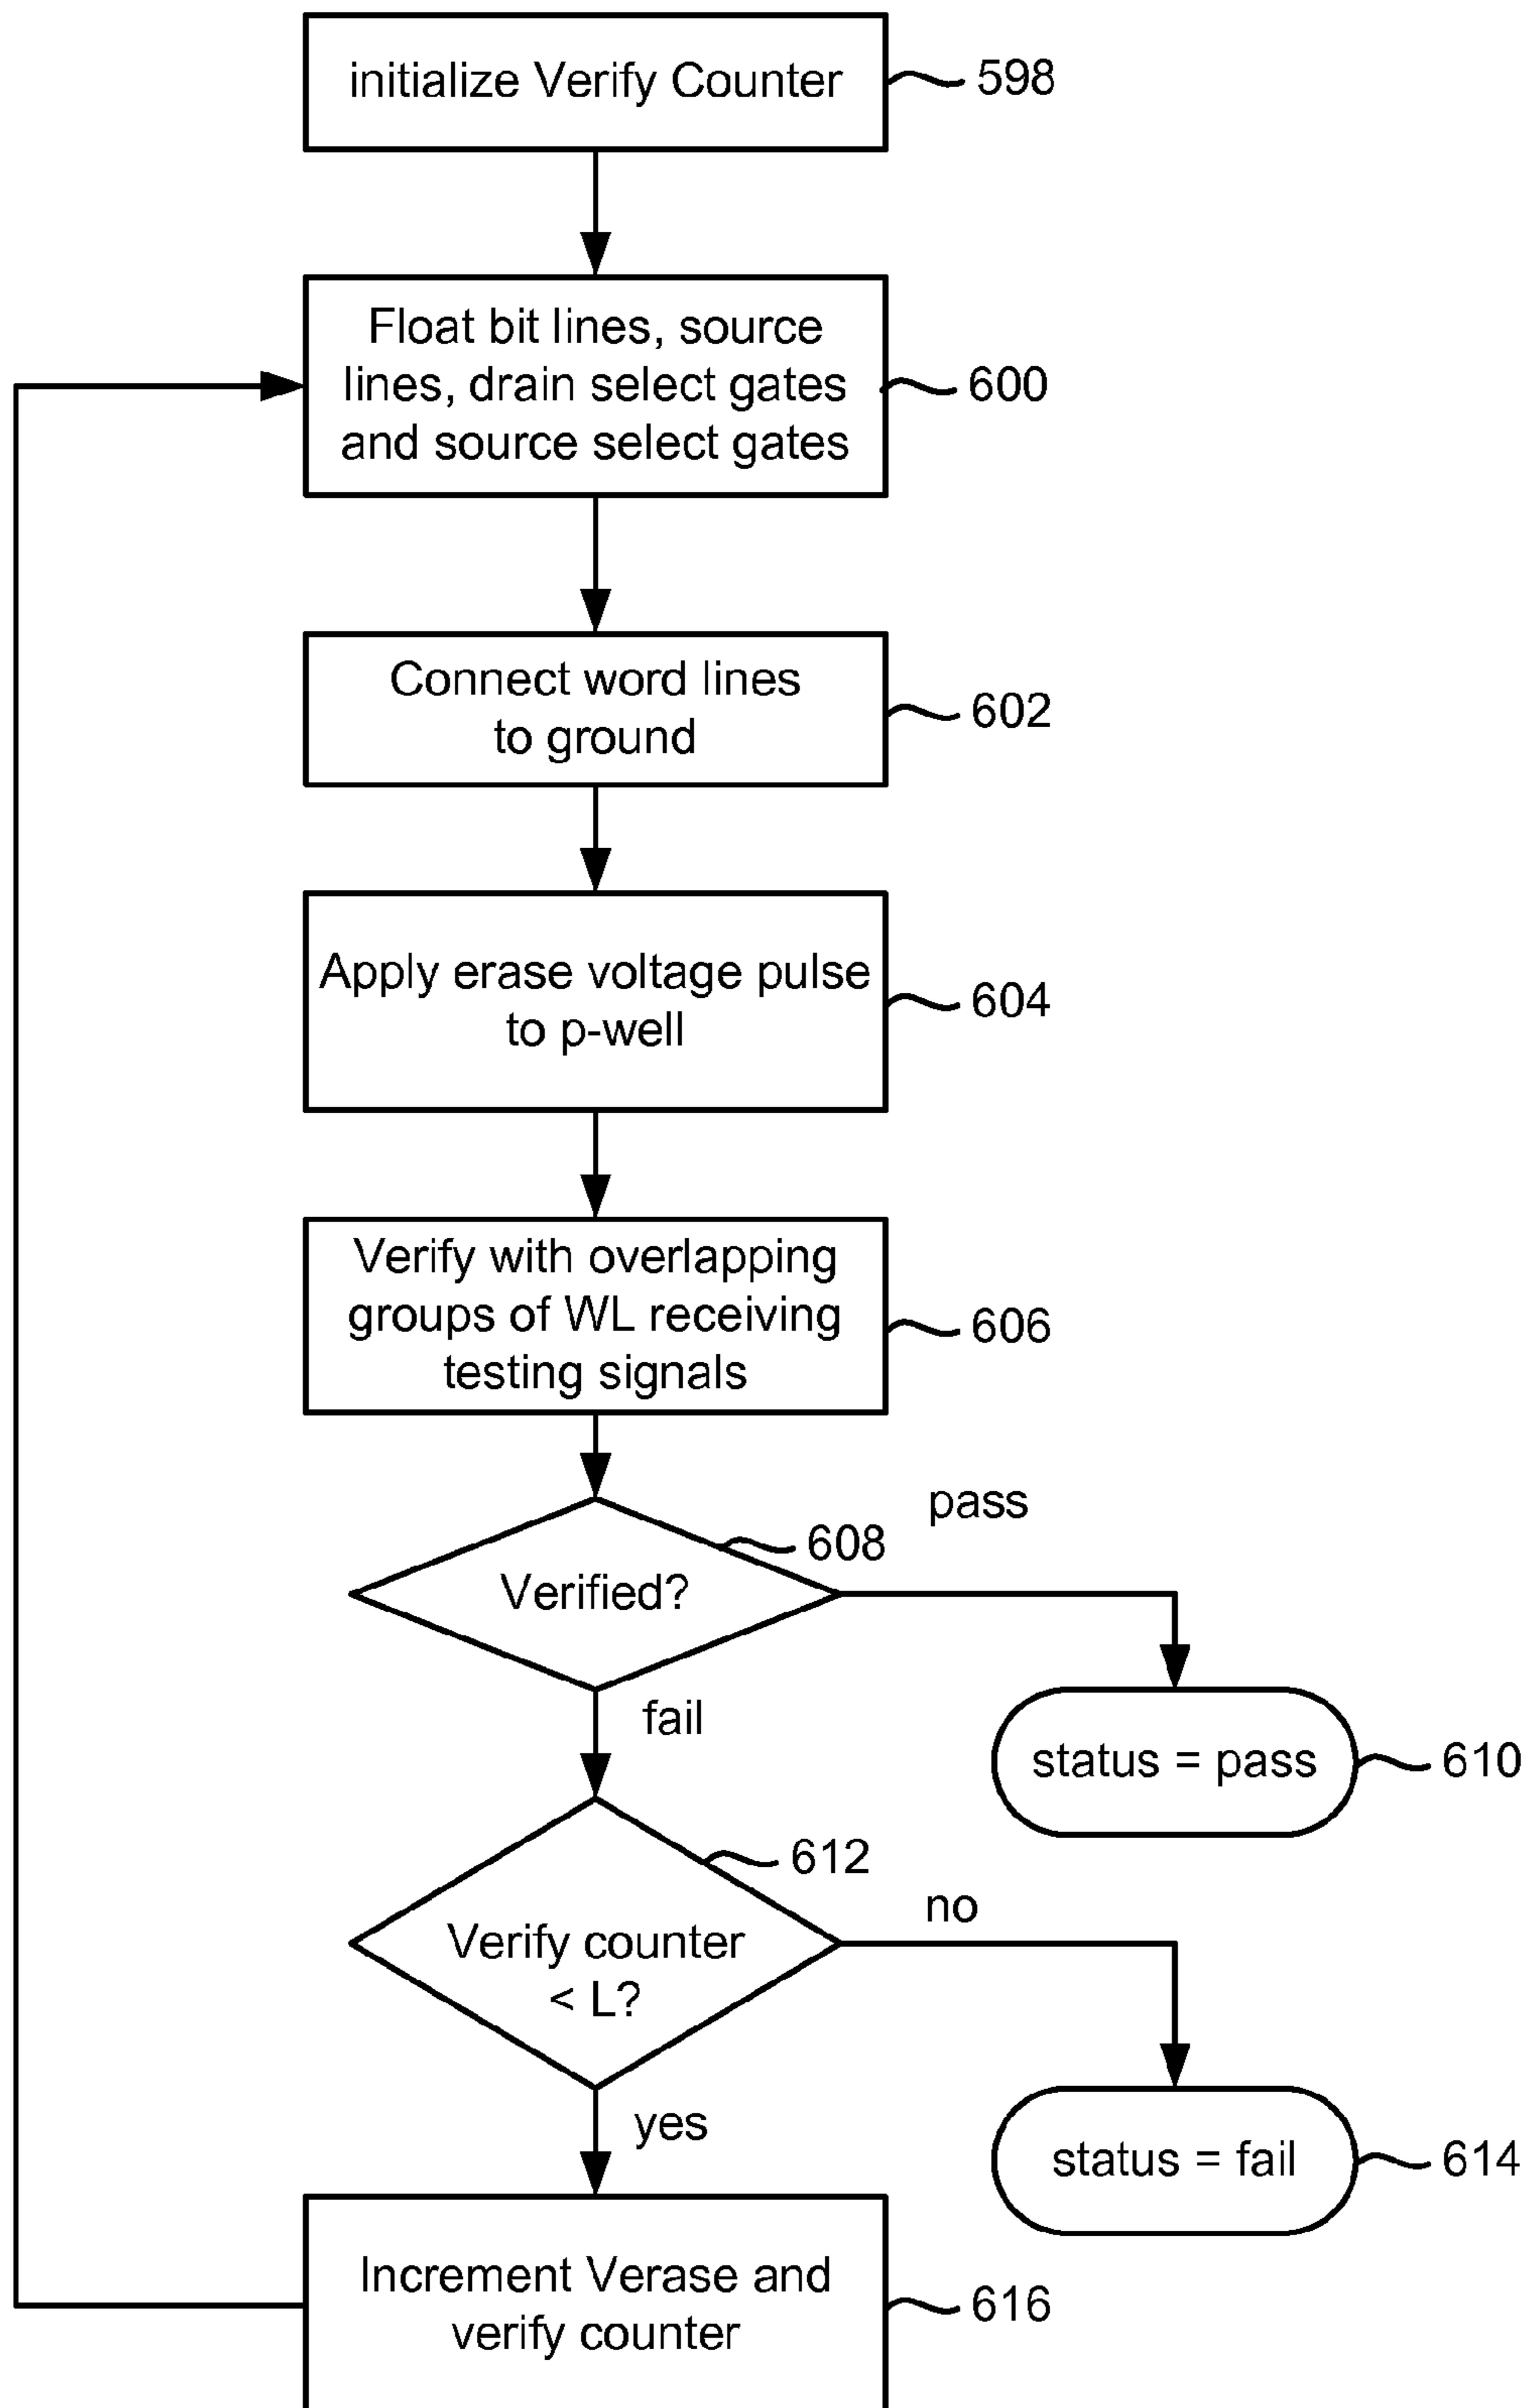 initialize Verify Counter
598
Float bit lines, source
lines, drain select gates
and source select gates
600
Connect word lines
to ground
602
Apply erase voltage pulse
to p-well
604
Verify with overlapping
groups of WL receiving
testing signals
606
pass
608
Verified?
fail
status = pass
610
612
no
Verify counter
< L?
yes
status = fail
614
Increment Verase and
verify counter
616